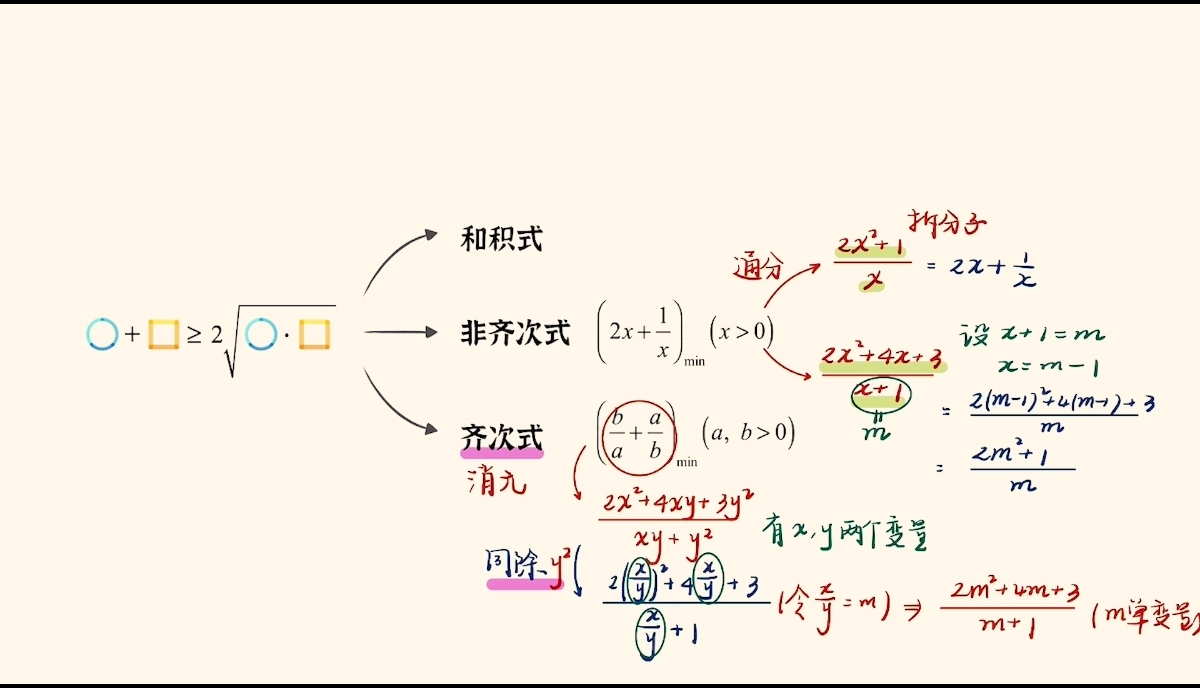 ○ + □ ≥ 2√(○ · □)
和积式
非齐次式 (2x + 1/x)min (x > 0)
通分
(2x²+1)/x = 2x + 1/x
拆分子
(2x²+4x+3)/(x+1)
‖
m
设 x+1=m
x=m-1
= (2(m-1)²+4(m-1)+3)/m
= (2m²+1)/m
齐次式 (b/a + a/b)min (a, b > 0)
消元
(2x²+4xy+3y²)/(xy+y²) 有x,y两个变量
同除y²
(2(x/y)²+4(x/y)+3)/((x/y)+1) (令x/y=m) ⇒ (2m²+4m+3)/(m+1) (m单变量)